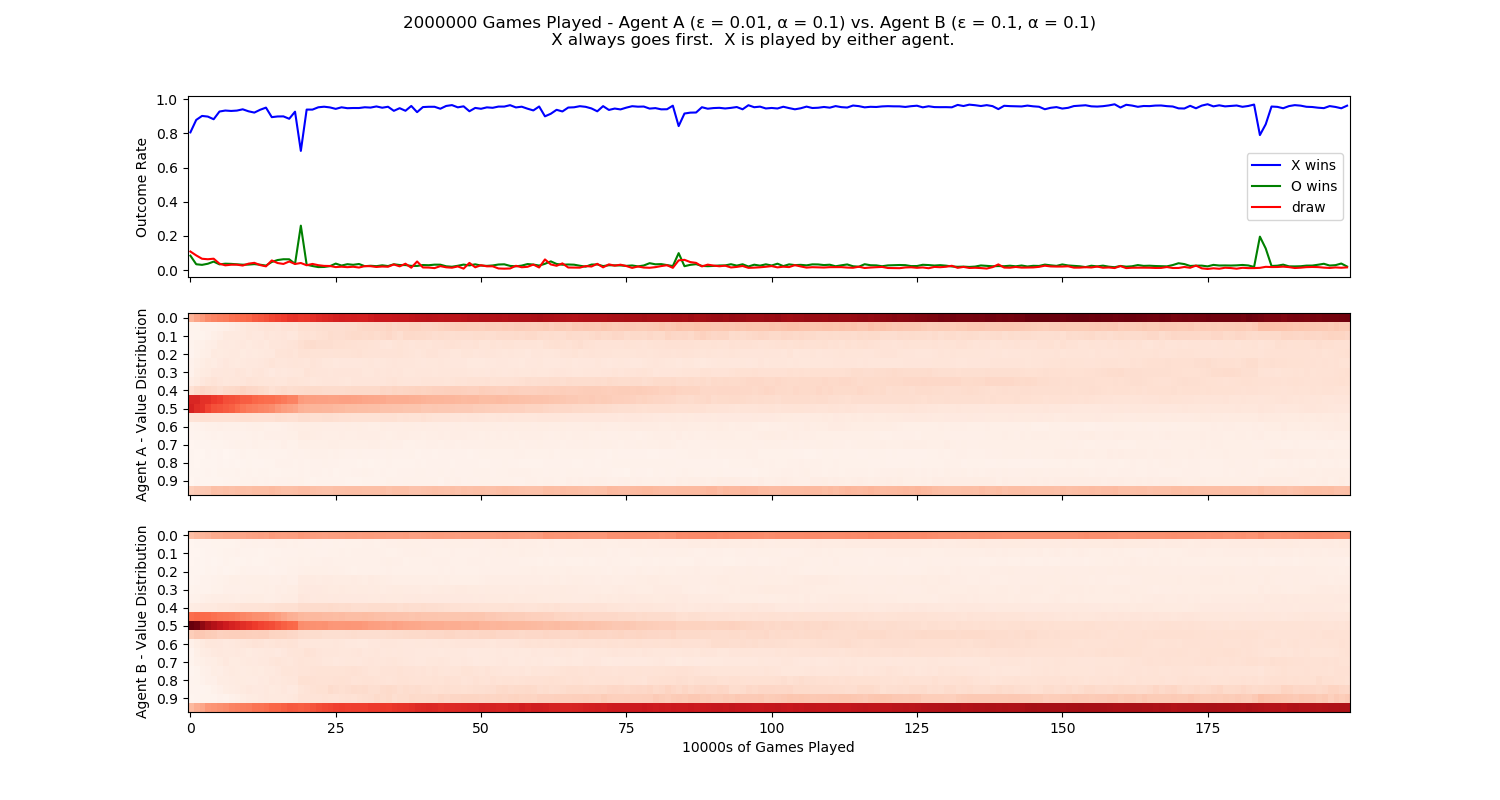 2000000 Games Played - Agent A (ε = 0.01, α = 0.1) vs. Agent B (ε = 0.1, α = 0.1)
X always goes first.  X is played by either agent.
Outcome Rate
1.0
0.8
0.6
0.4
0.2
0.0
X wins
O wins
draw
Agent A - Value Distribution
0.0
0.1
0.2
0.3
0.4
0.5
0.6
0.7
0.8
0.9
Agent B - Value Distribution
0.0
0.1
0.2
0.3
0.4
0.5
0.6
0.7
0.8
0.9
0 25 50 75 100 125 150 175
10000s of Games Played